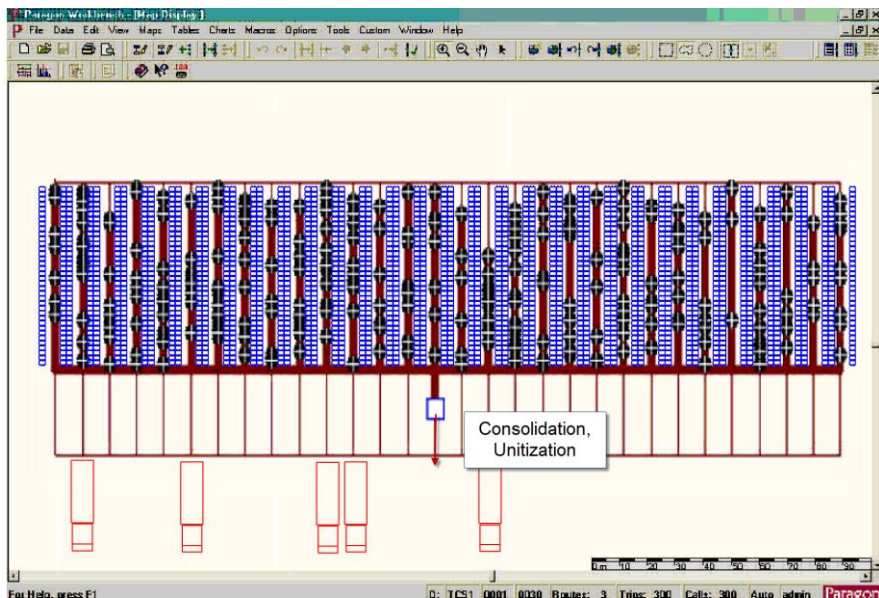 Paragon Workbench - [Map Display]
File Data Edit View Maps Tables Charts Macros Options Tools Custom Window Help
Consolidation,
Unitization
0 m 10 20 30 40 50 60 70 80 90
For Help, press F1
D: TCS1 0001 0030 Routes: 3 Trips: 300 Calls: 300 Auto admin Paragon